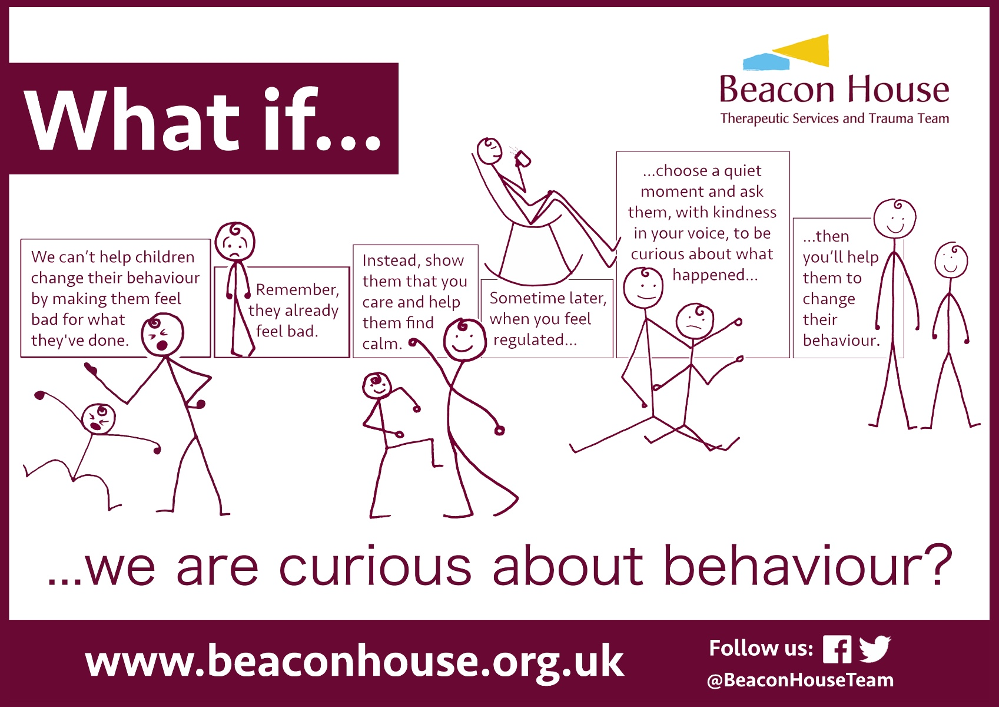 What if...
Beacon House
Therapeutic Services and Trauma Team
We can't help children
change their behaviour
by making them feel
bad for what
they've done.
Remember,
they already
feel bad.
Instead, show
them that you
care and help
them find
calm.
Sometime later,
when you feel
regulated...
...choose a quiet
moment and ask
them, with kindness
in your voice, to be
curious about what
happened...
...then
you'll help
them to
change
their
behaviour.
...we are curious about behaviour?
www.beaconhouse.org.uk
Follow us:
@BeaconHouseTeam